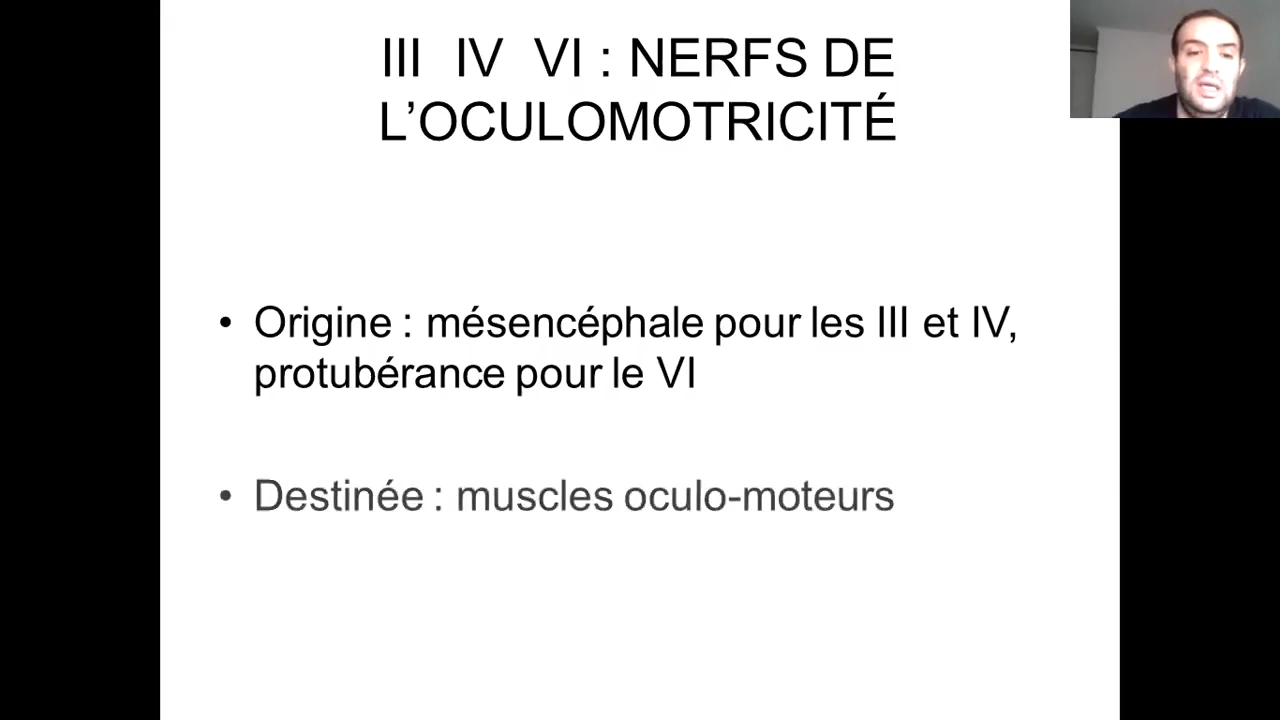 III IV VI : NERFS DE
L’OCULOMOTRICITÉ
• Origine : mésencéphale pour les III et IV,
protubérance pour le VI
• Destinée : muscles oculo-moteurs